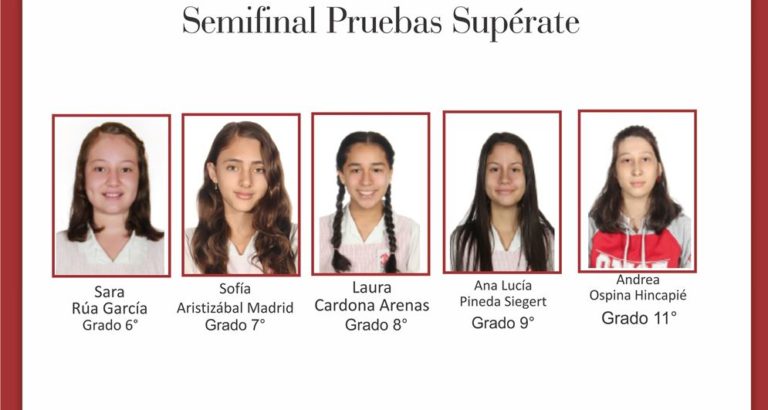 Semifinal Pruebas Supérate
Sara
Rúa García
Grado 6°
Sofía
Aristizábal Madrid
Grado 7°
Laura
Cardona Arenas
Grado 8°
Ana Lucía
Pineda Siegert
Grado 9°
Andrea
Ospina Hincapié
Grado 11°